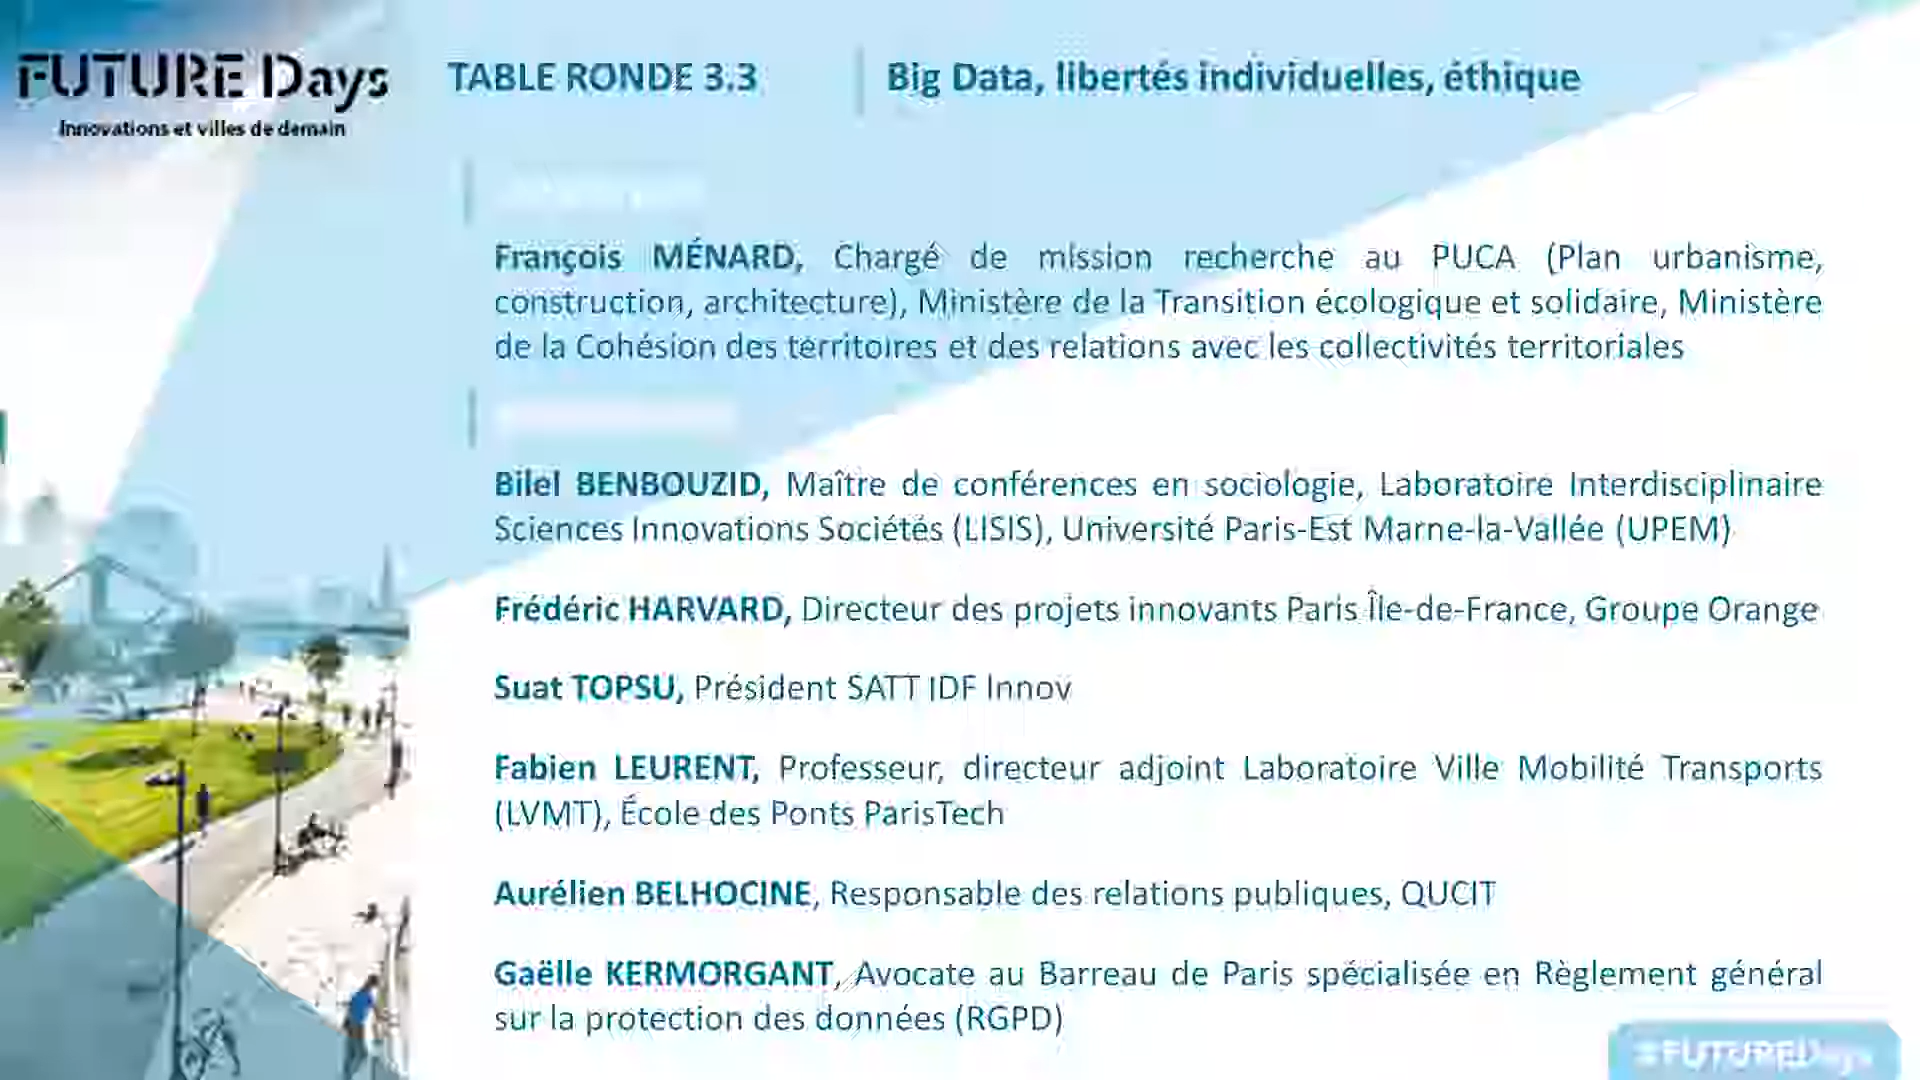 FUTURE Days
Innovations et villes de demain
TABLE RONDE 3.3
Big Data, libertés individuelles, éthique
François MÉNARD, Chargé de mission recherche au PUCA (Plan urbanisme,
construction, architecture), Ministère de la Transition écologique et solidaire, Ministère
de la Cohésion des territoires et des relations avec les collectivités territoriales
Bilel BENBOUZID, Maître de conférences en sociologie, Laboratoire Interdisciplinaire
Sciences Innovations Sociétés (LISIS), Université Paris-Est Marne-la-Vallée (UPEM)
Frédéric HARVARD, Directeur des projets innovants Paris Île-de-France, Groupe Orange
Suat TOPSU, Président SATT IDF Innov
Fabien LEURENT, Professeur, directeur adjoint Laboratoire Ville Mobilité Transports
(LVMT), École des Ponts ParisTech
Aurélien BELHOCINE, Responsable des relations publiques, QUCIT
Gaëlle KERMORGANT, Avocate au Barreau de Paris spécialisée en Règlement général
sur la protection des données (RGPD)
#FUTUREDays